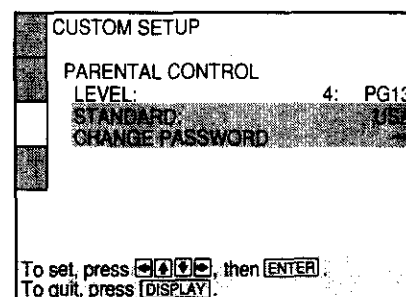 CUSTOM SETUP
PARENTAL CONTROL
LEVEL: 4: PG13
STANDARD: USA
CHANGE PASSWORD
To set, press ←↑↓→, then ENTER.
To quit, press DISPLAY.